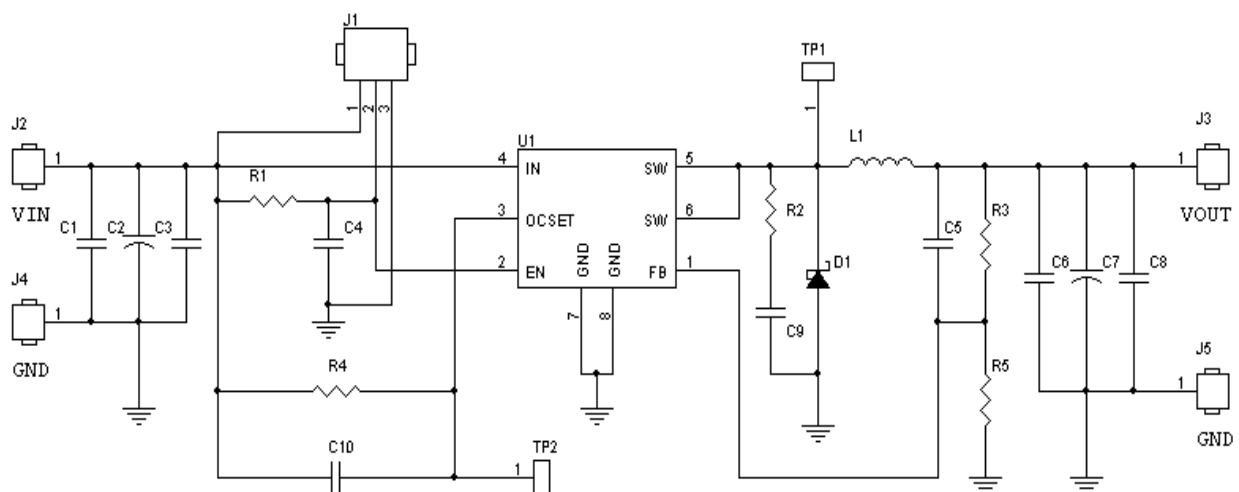 J1
TP1
1
2
3
1
J2
1
VIN
C1
C2
C3
R1
C4
U1
4
IN
SW
5
3
OCSET
SW
6
2
EN
GND
GND
FB
1
7
8
L1
R2
D1
C9
C5
R3
C6
C7
C8
J3
1
VOUT
J4
1
GND
R4
R5
J5
1
GND
C10
1
TP2